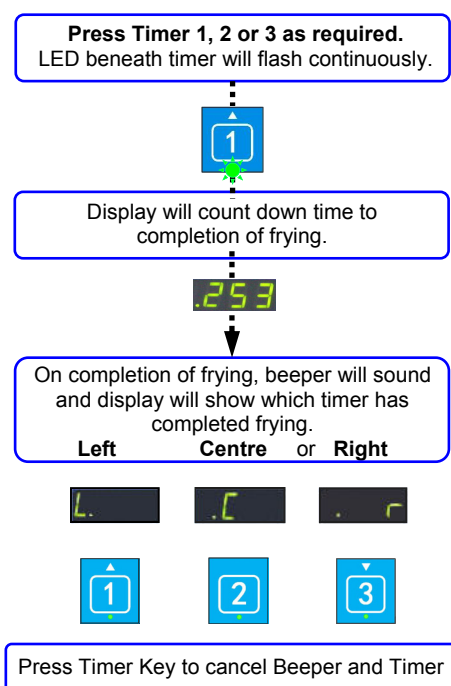 Press Timer 1, 2 or 3 as required.
LED beneath timer will flash continuously.
1
Display will count down time to
completion of frying.
.253
On completion of frying, beeper will sound
and display will show which timer has
completed frying.
Left Centre or Right
L. .C . r
1 2 3
Press Timer Key to cancel Beeper and Timer